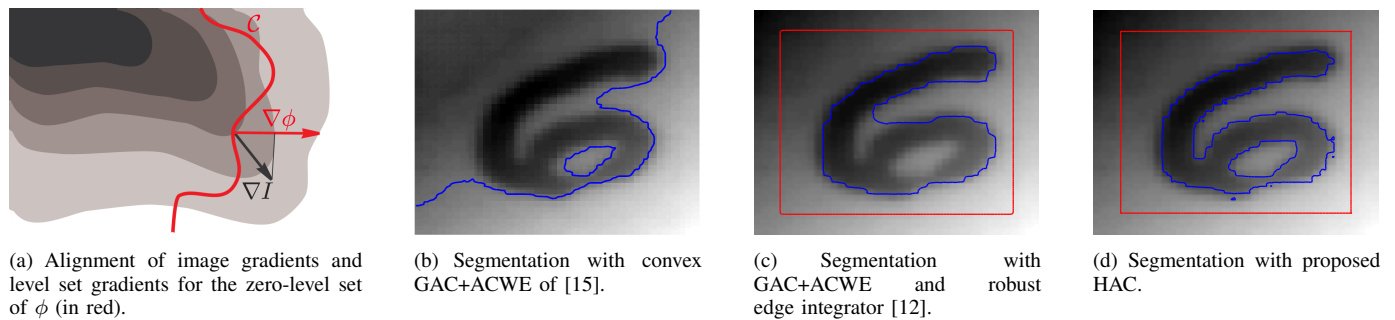 C
∇ϕ
∇I
(a) Alignment of image gradients and
level set gradients for the zero-level set
of ϕ (in red).
(b) Segmentation with convex
GAC+ACWE of [15].
(c) Segmentation with
GAC+ACWE and robust
edge integrator [12].
(d) Segmentation with proposed
HAC.